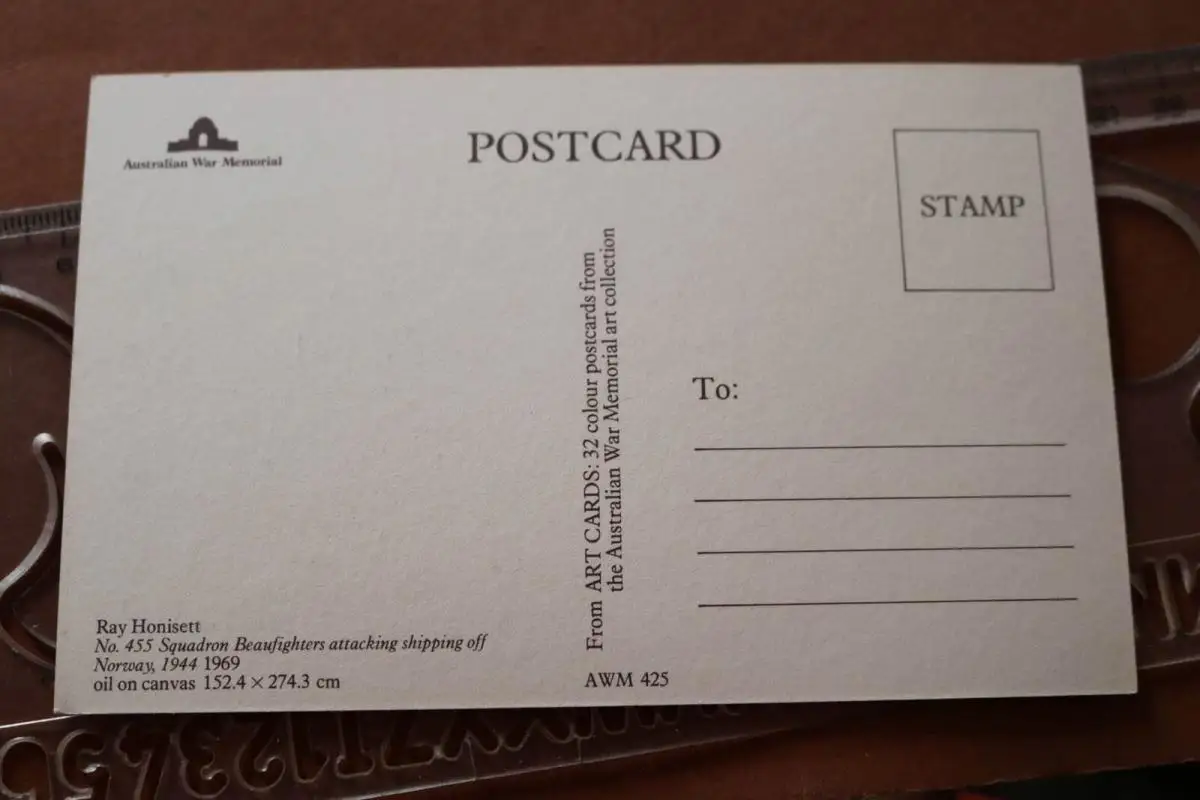 Australian War Memorial
POSTCARD
STAMP
From ART CARDS: 32 colour postcards from
the Australian War Memorial art collection
To:
Ray Honisett
No. 455 Squadron Beaufighters attacking shipping off
Norway, 1944 1969
oil on canvas 152.4 × 274.3 cm
AWM 425